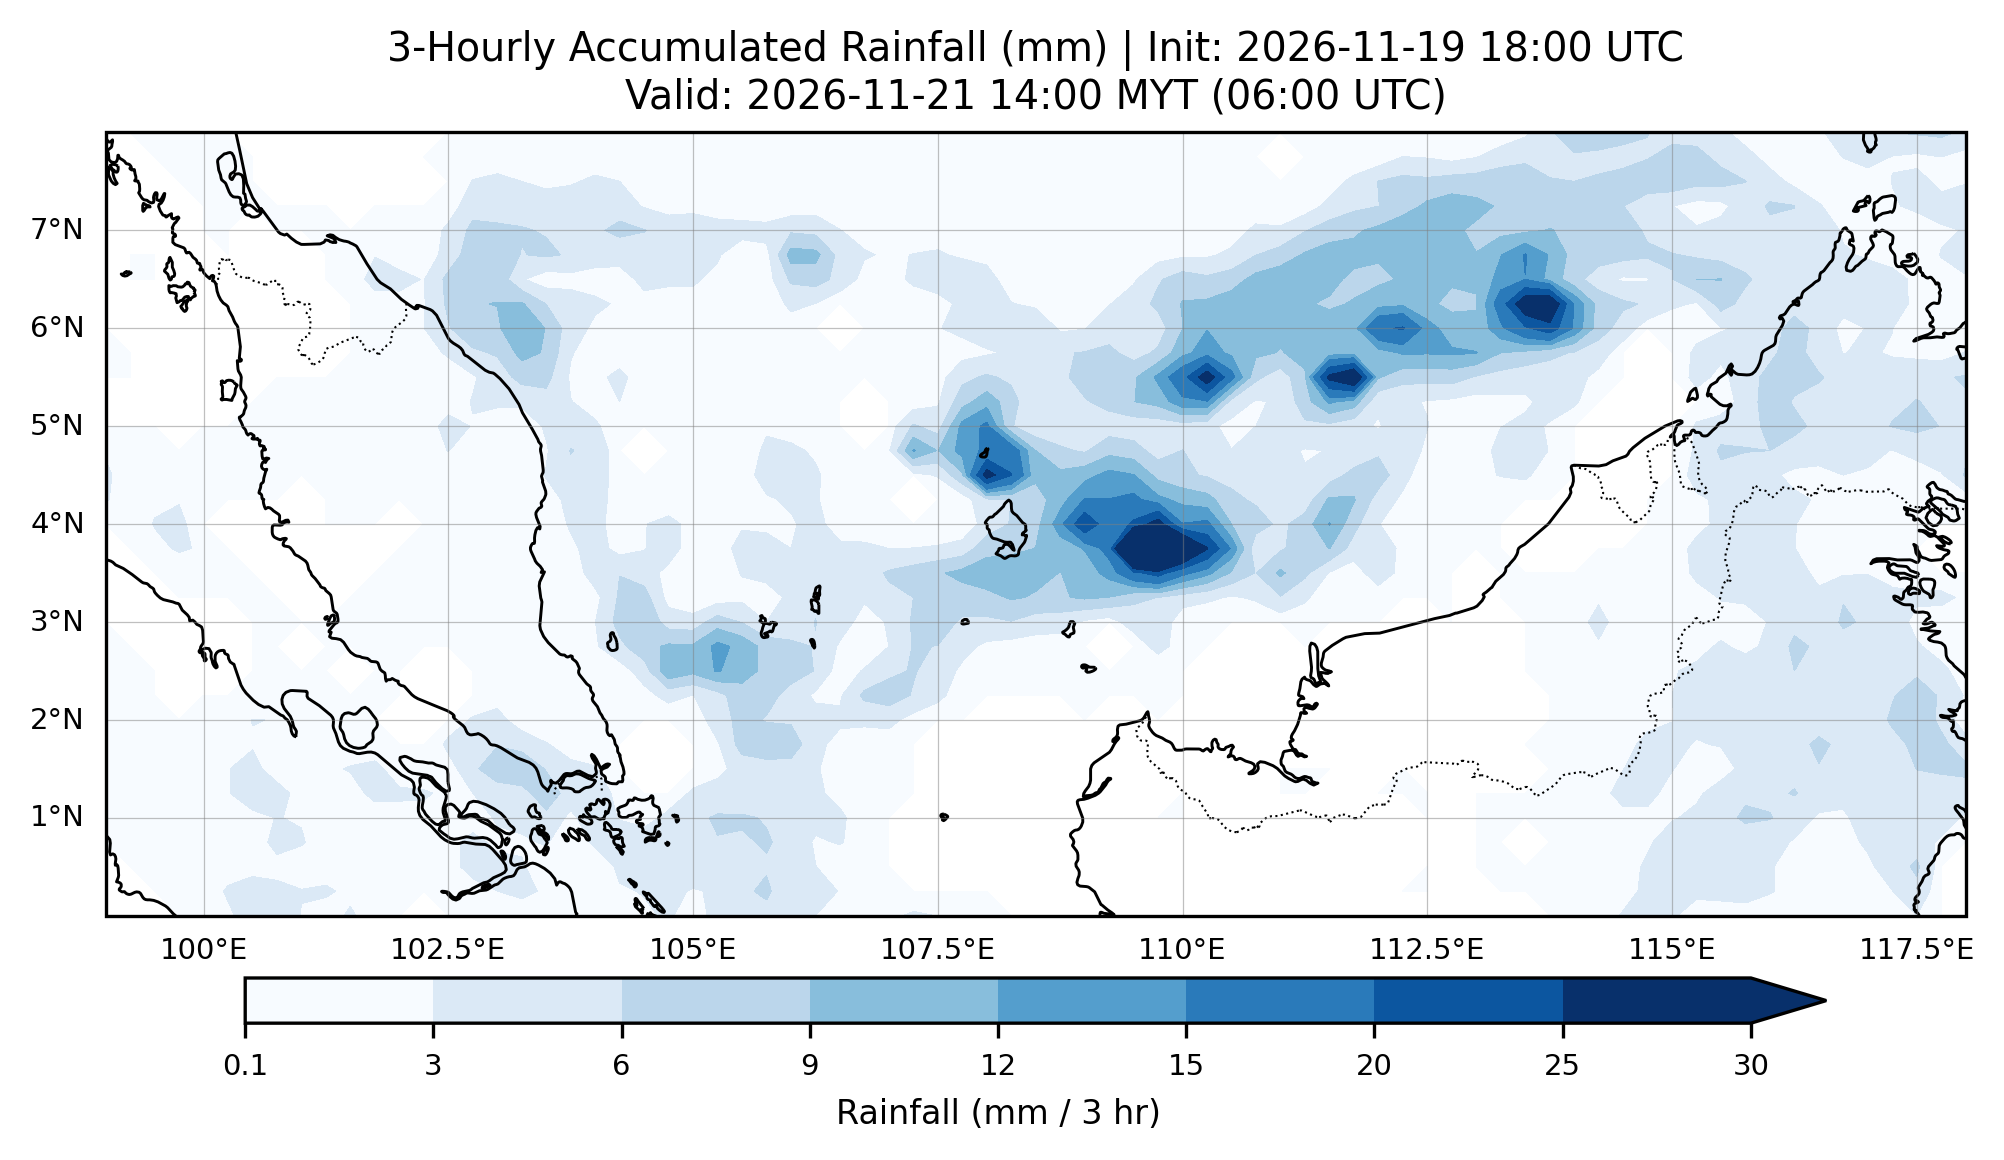 3-Hourly Accumulated Rainfall (mm) | Init: 2026-11-19 18:00 UTC
Valid: 2026-11-21 14:00 MYT (06:00 UTC)
7°N
6°N
5°N
4°N
3°N
2°N
1°N
100°E 102.5°E 105°E 107.5°E 110°E 112.5°E 115°E 117.5°E
0.1 3 6 9 12 15 20 25 30
Rainfall (mm / 3 hr)